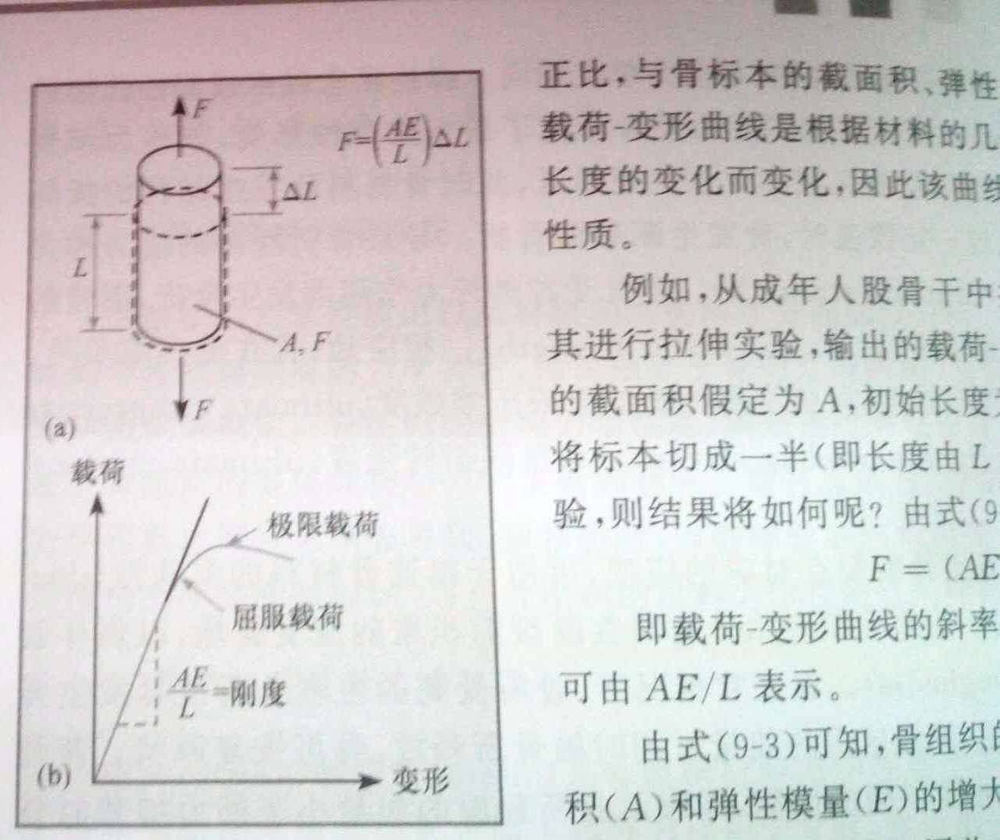 F
F=(AE/L)ΔL
ΔL
L
A, F
F
(a)
载荷
极限载荷
屈服载荷
AE/L=刚度
(b)
变形
正比,与骨标本的截面积、弹性
载荷-变形曲线是根据材料的几
长度的变化而变化,因此该曲线
性质。
例如,从成年人股骨干中
其进行拉伸实验,输出的载荷-
的截面积假定为 A,初始长度
将标本切成一半(即长度由 L
验,则结果将如何呢? 由式(9
F = (AE
即载荷-变形曲线的斜率
可由 AE/L 表示。
由式(9-3)可知,骨组织的
积(A)和弹性模量(E)的增大